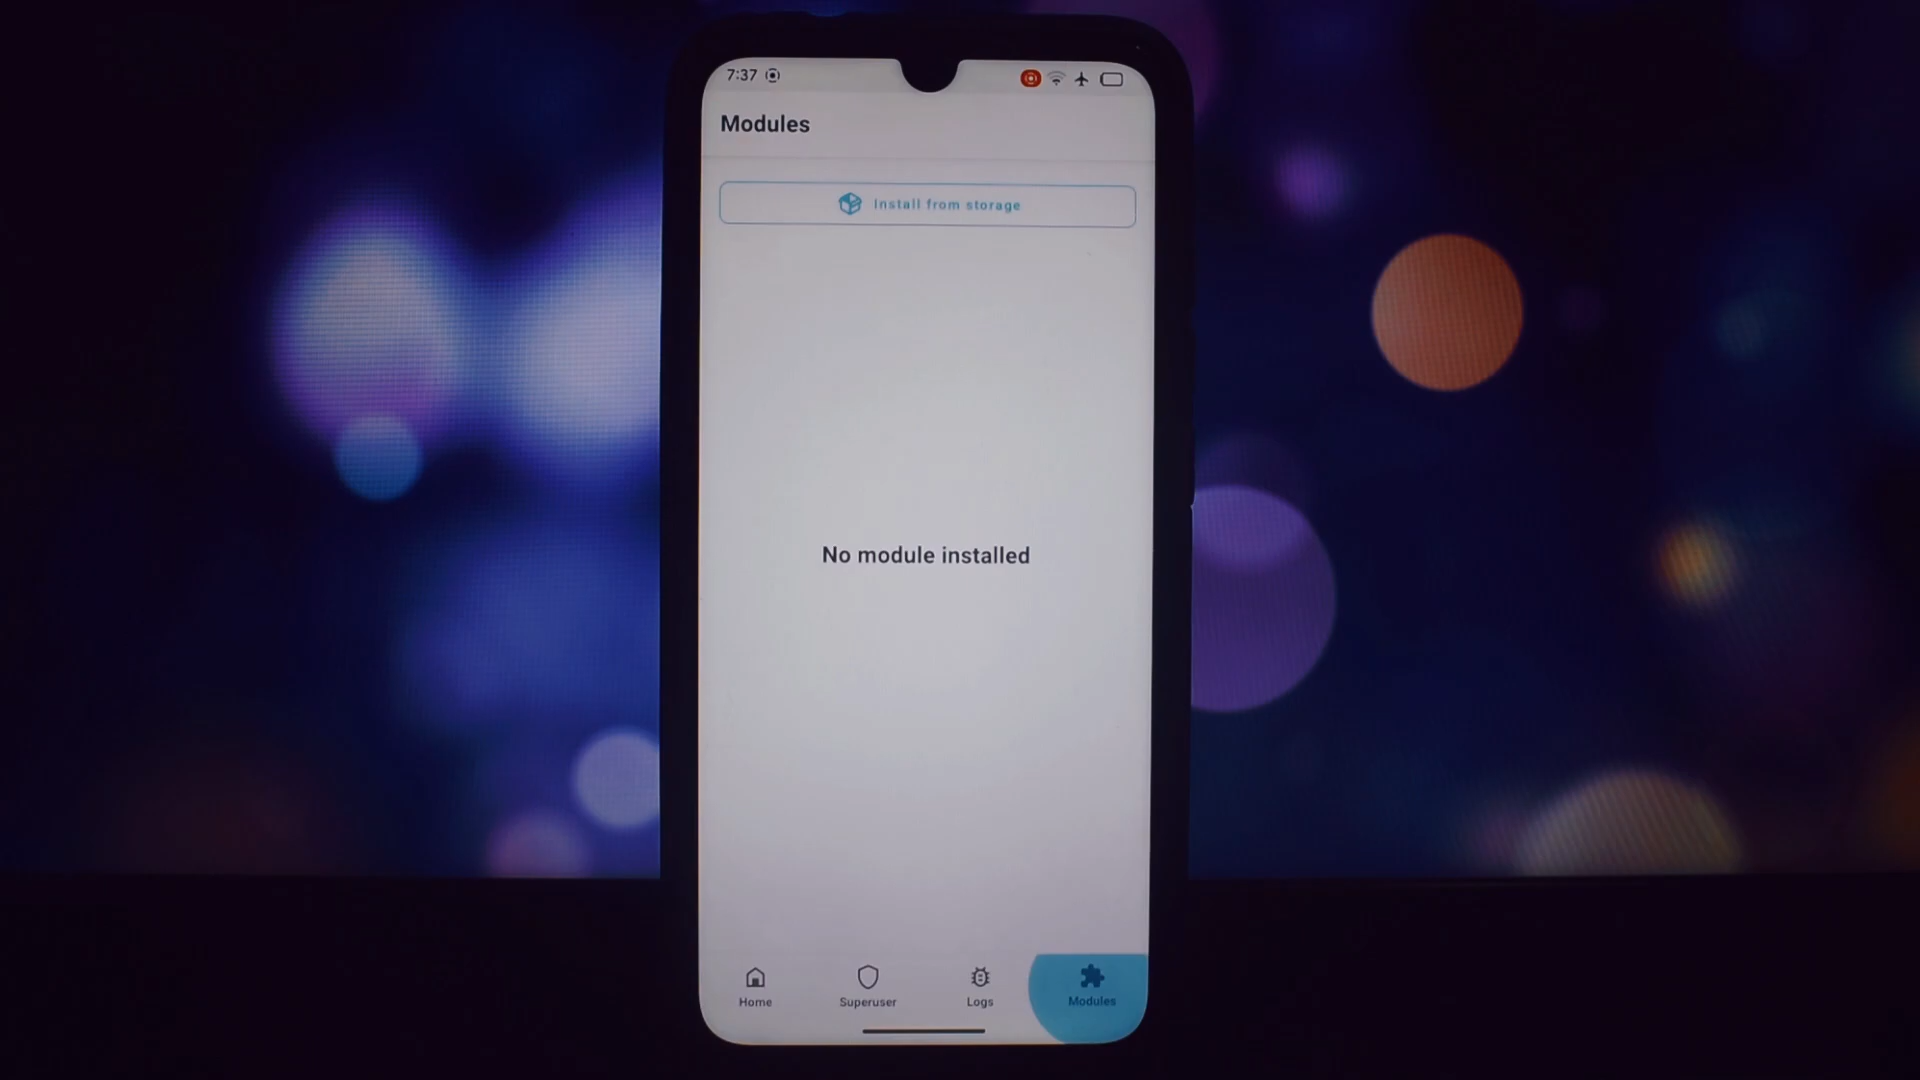 7:37
Modules
Install from storage
No module installed
Home
Superuser
Logs
Modules